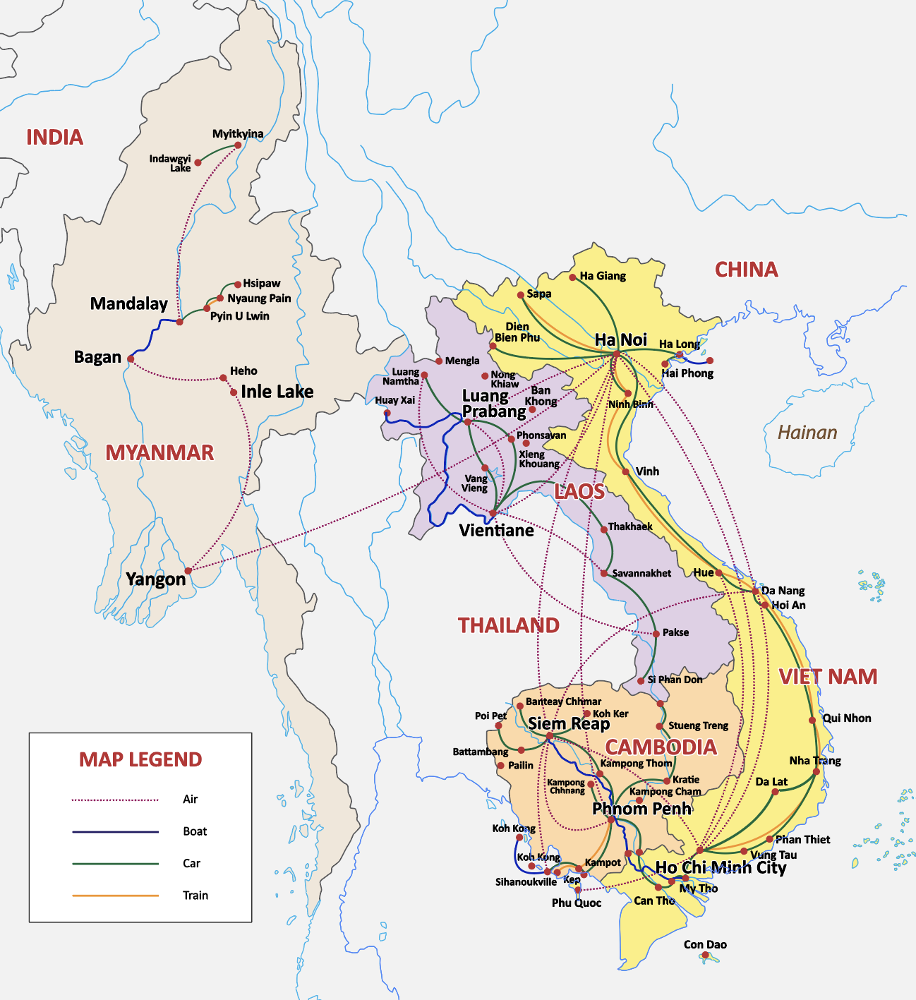 INDIA
Myitkyina
Indawgyi
Lake
CHINA
Ha Giang
Sapa
Hsipaw
Nyaung Pain
Mandalay
Pyin U Lwin
Dien
Bien Phu
Ha Noi
Ha Long
Bagan
Mengla
Heho
Luang
Namtha
Nong
Khiaw
Hai Phong
Inle Lake
Ban
Khong
Luang
Prabang
Huay Xai
Ninh Binh
Hainan
Phonsavan
MYANMAR
Xieng
Khouang
Vinh
Vang
Vieng
LAOS
Vientiane
Thakhaek
Yangon
Savannakhet
Hue
Da Nang
Hoi An
THAILAND
Pakse
VIET NAM
Si Phan Don
Banteay Chhmar
Poi Pet
Koh Ker
Siem Reap
Qui Nhon
Stueng Treng
CAMBODIA
Battambang
Pailin
Kampong Thom
Nha Trang
Kampong
Chhnang
Kratie
Da Lat
Kampong Cham
Phnom Penh
Koh Kong
Phan Thiet
Koh Kong
Kampot
Vung Tau
Ho Chi Minh City
Sihanoukville
Kep
My Tho
Phu Quoc
Can Tho
Con Dao
MAP LEGEND
Air
Boat
Car
Train